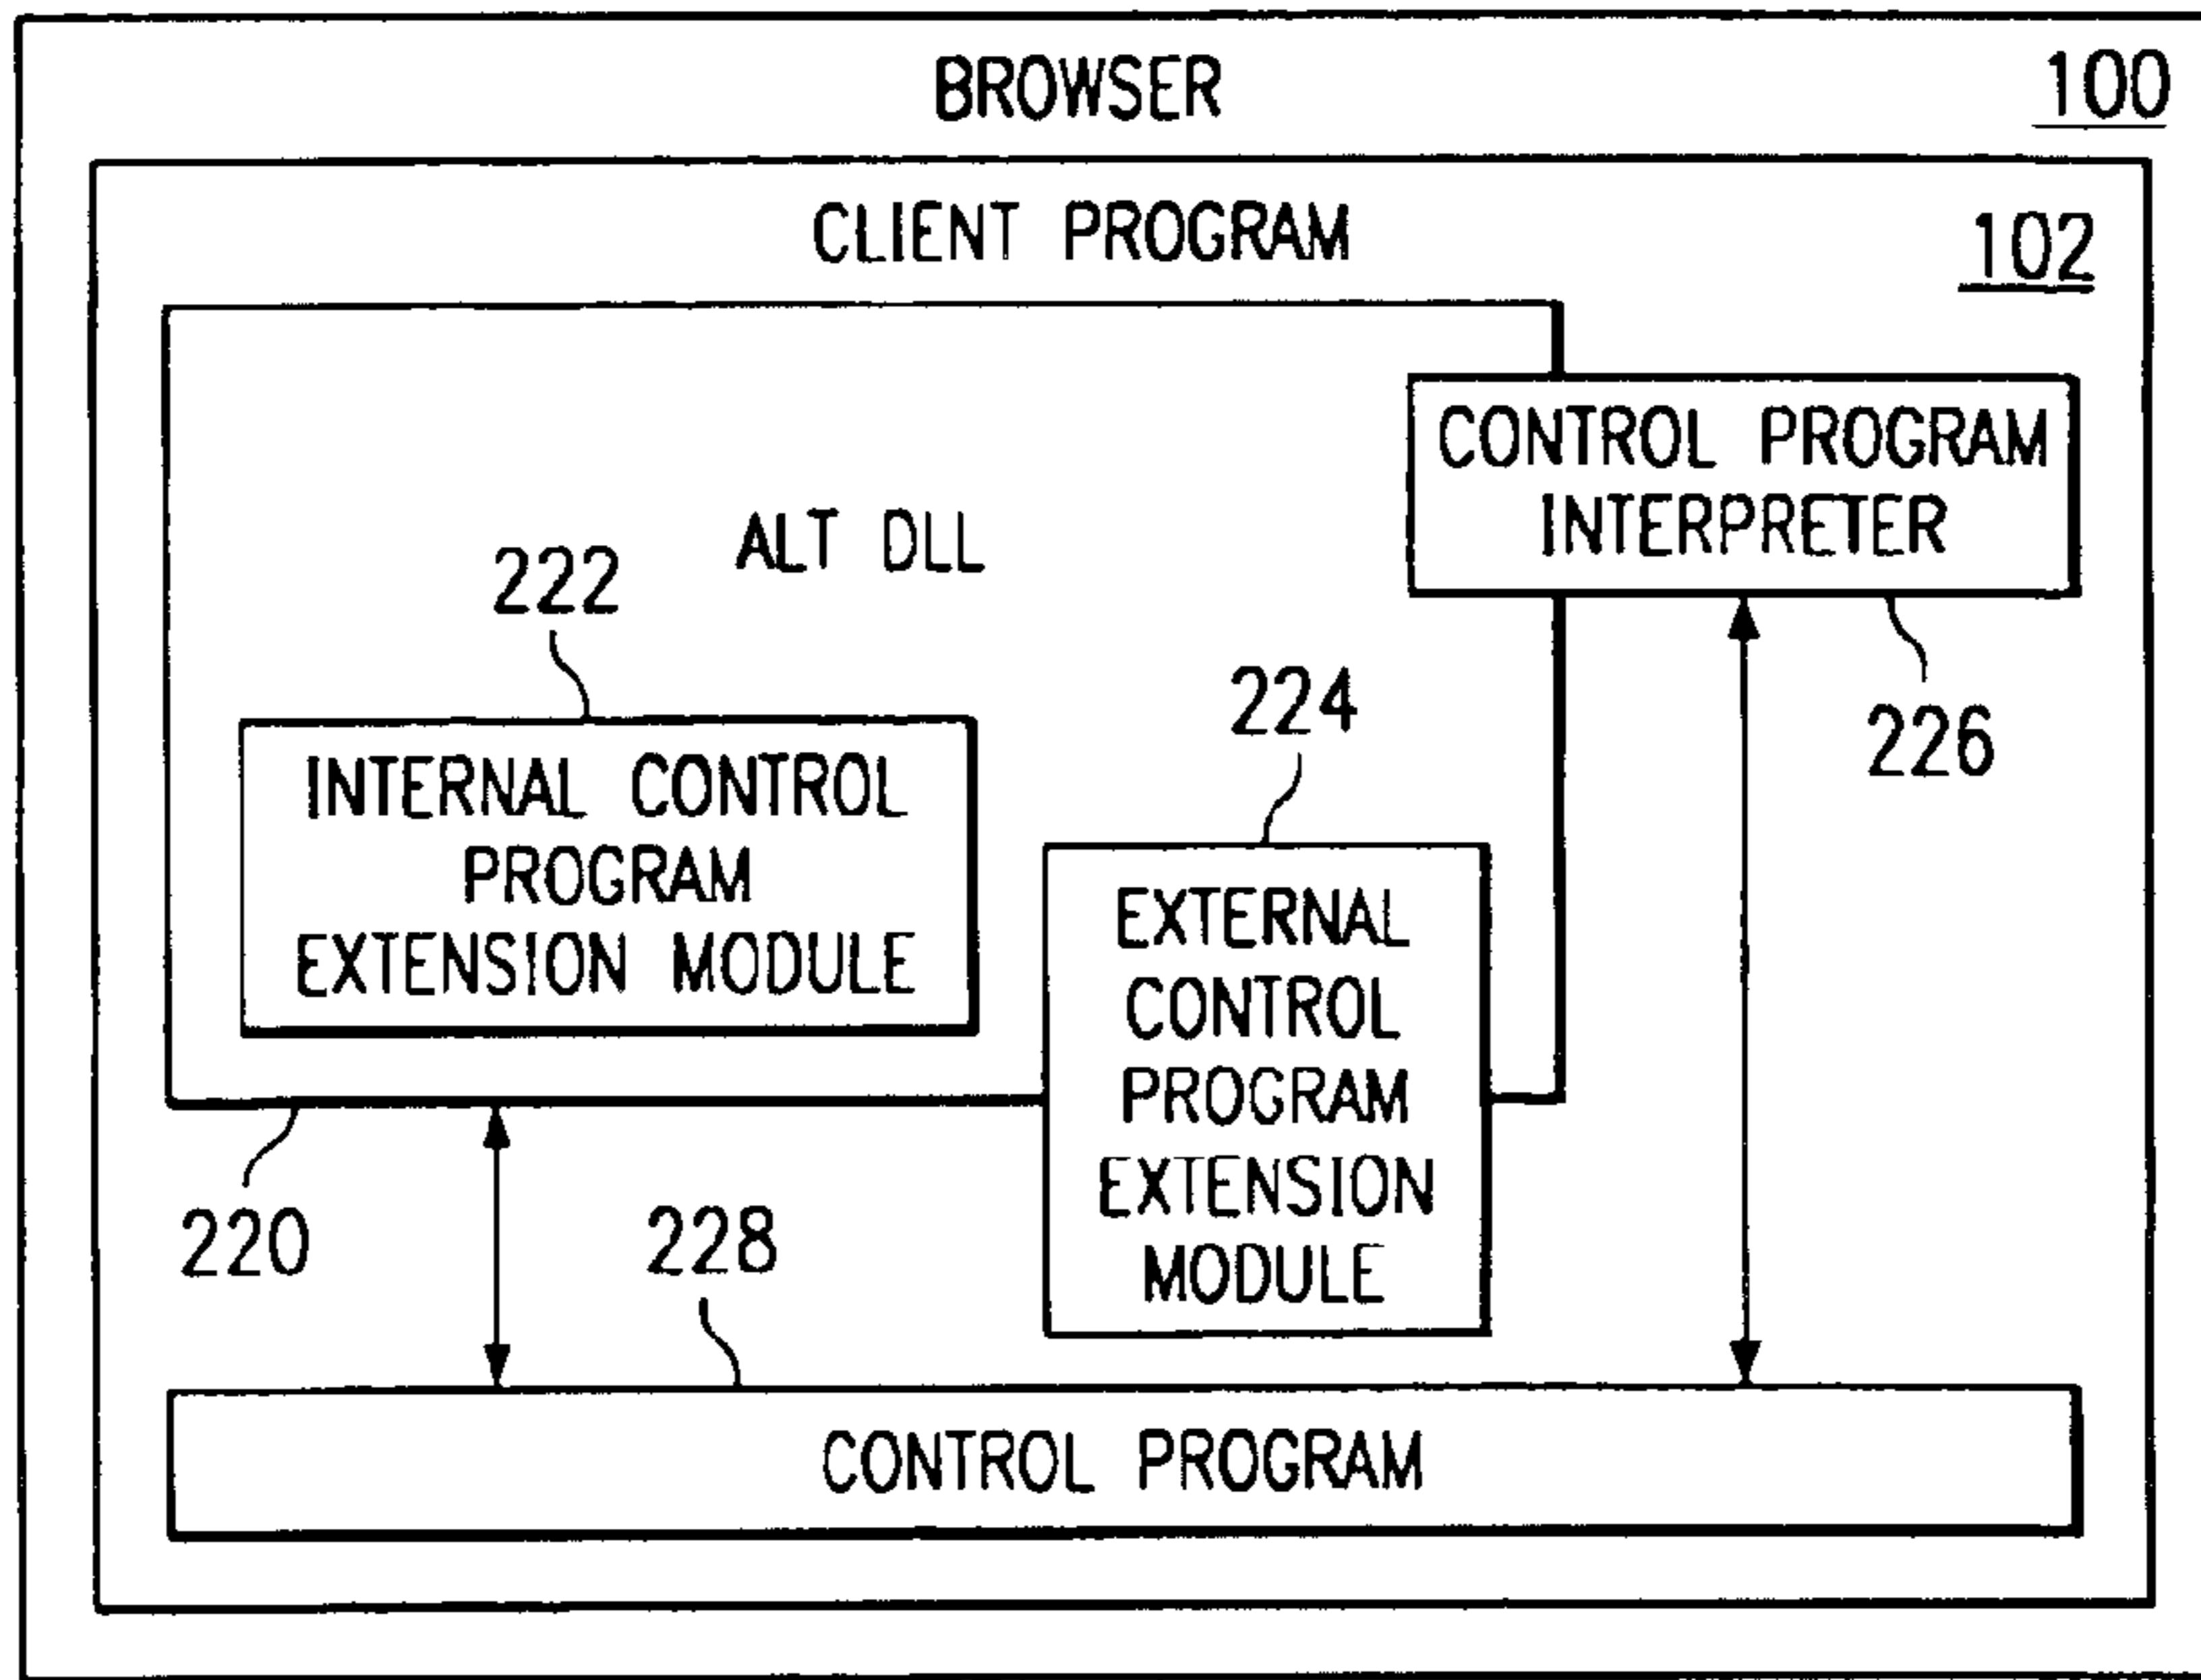 BROWSER
100
CLIENT PROGRAM
102
CONTROL PROGRAM
INTERPRETER
ALT DLL
222
224
226
INTERNAL CONTROL
PROGRAM
EXTENSION MODULE
EXTERNAL
CONTROL
PROGRAM
EXTENSION
MODULE
220
228
CONTROL PROGRAM